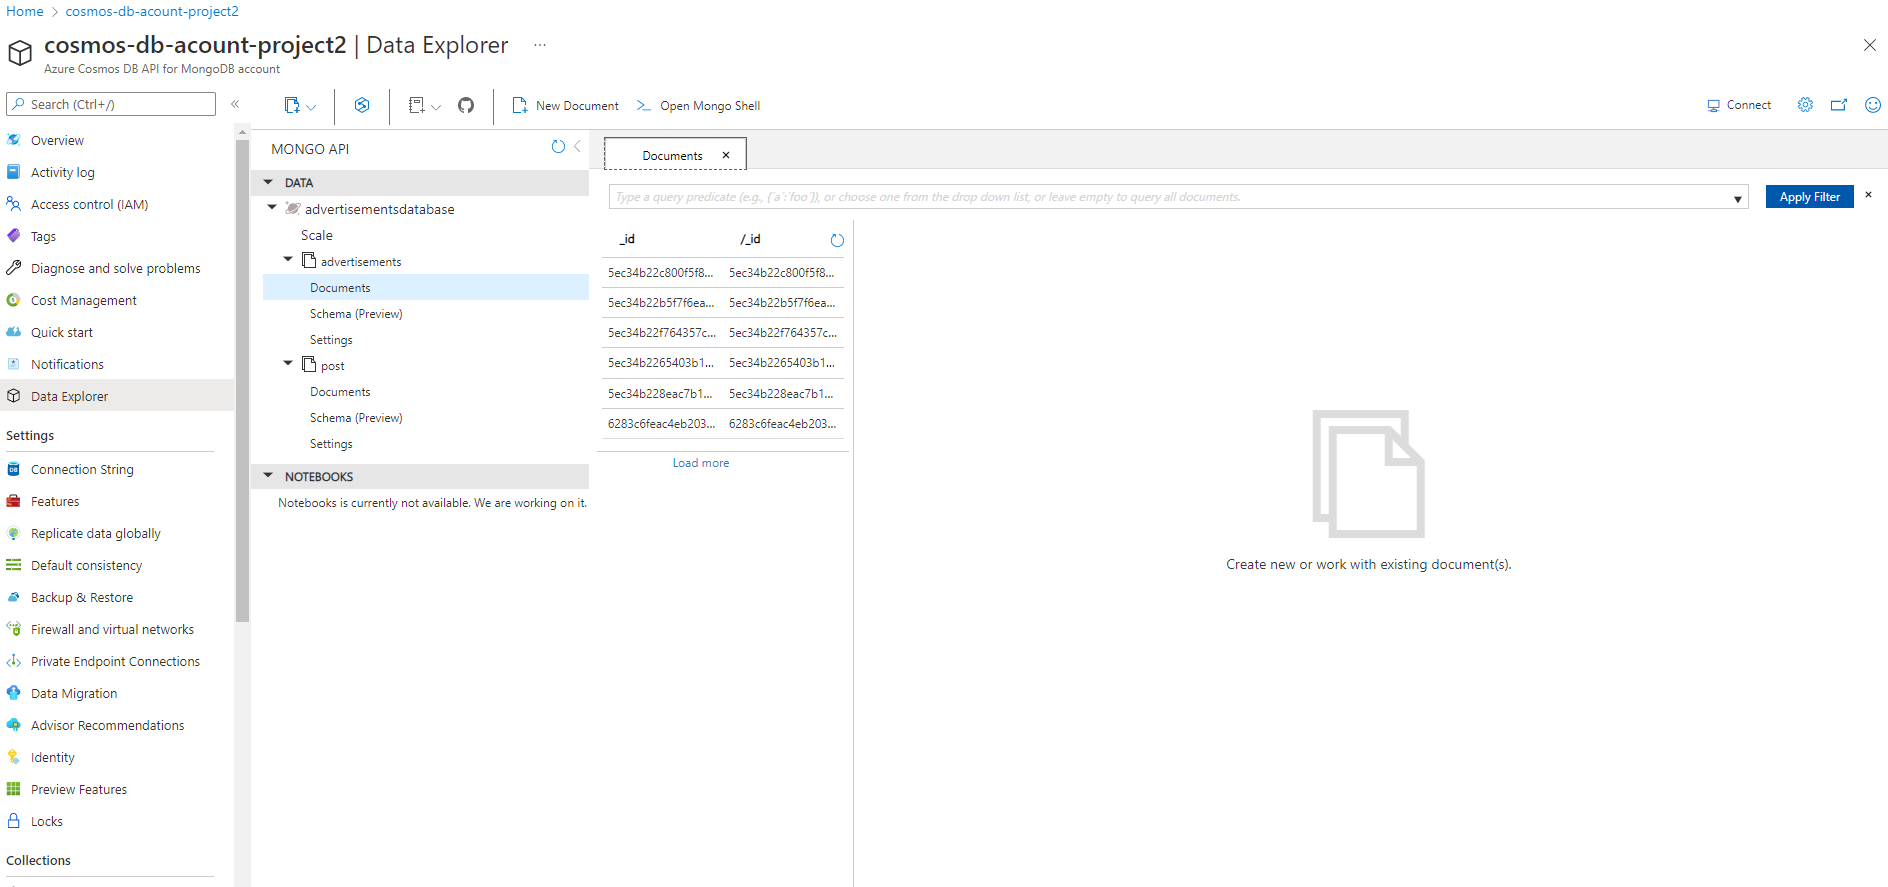 Home > cosmos-db-acount-project2
cosmos-db-acount-project2 | Data Explorer ...
Azure Cosmos DB API for MongoDB account
Search (Ctrl+/)
«
Overview
Activity log
Access control (IAM)
Tags
Diagnose and solve problems
Cost Management
Quick start
Notifications
Data Explorer
Settings
Connection String
Features
Replicate data globally
Default consistency
Backup & Restore
Firewall and virtual networks
Private Endpoint Connections
Data Migration
Advisor Recommendations
Identity
Preview Features
Locks
Collections
New Document
Open Mongo Shell
Connect
MONGO API
DATA
advertisementsdatabase
Scale
advertisements
Documents
Schema (Preview)
Settings
post
Documents
Schema (Preview)
Settings
NOTEBOOKS
Notebooks is currently not available. We are working on it.
Documents
Type a query predicate (e.g., {´a´:´foo´}), or choose one from the drop down list, or leave empty to query all documents.
Apply Filter
_id /_id
5ec34b22c800f5f8... 5ec34b22c800f5f8...
5ec34b22b5f7f6ea... 5ec34b22b5f7f6ea...
5ec34b22f764357c... 5ec34b22f764357c...
5ec34b2265403b1... 5ec34b2265403b1...
5ec34b228eac7b1... 5ec34b228eac7b1...
6283c6feac4eb203... 6283c6feac4eb203...
Load more
Create new or work with existing document(s).